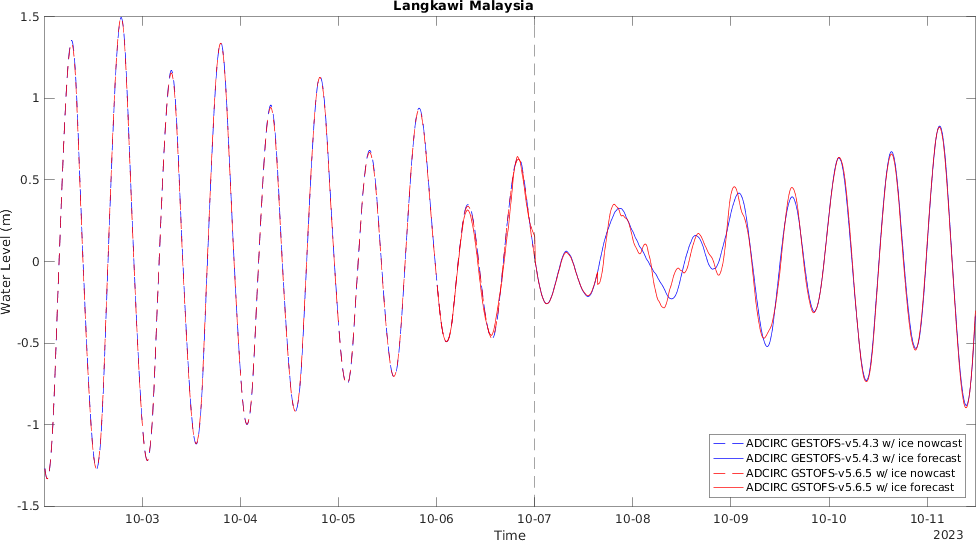 Langkawi Malaysia
1.5
1
0.5
0
-0.5
-1
-1.5
Water Level (m)
10-03 10-04 10-05 10-06 10-07 10-08 10-09 10-10 10-11
Time
2023
ADCIRC GESTOFS-v5.4.3 w/ ice nowcast
ADCIRC GESTOFS-v5.4.3 w/ ice forecast
ADCIRC GSTOFS-v5.6.5 w/ ice nowcast
ADCIRC GSTOFS-v5.6.5 w/ ice forecast